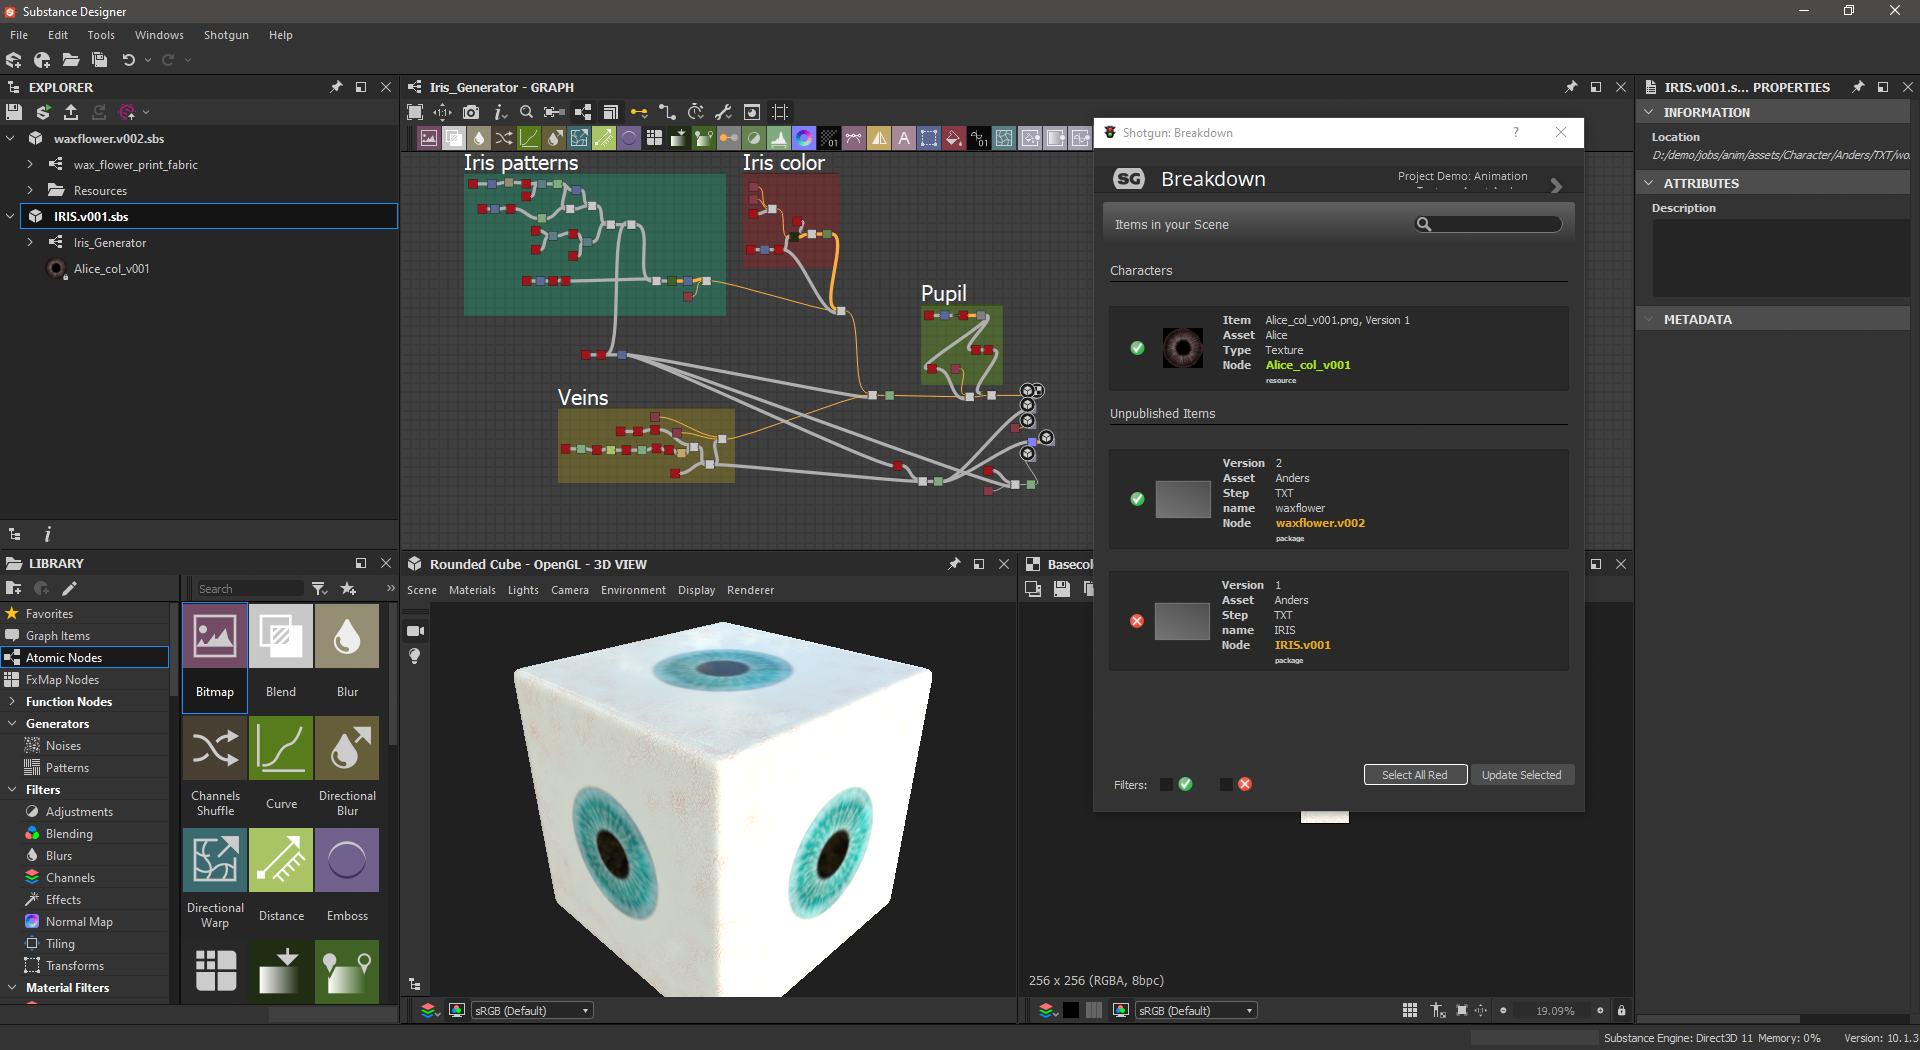 Substance Designer
File Edit Tools Windows Shotgun Help
EXPLORER
waxflower.v002.sbs
wax_flower_print_fabric
Resources
IRIS.v001.sbs
Iris_Generator
Alice_col_v001
Iris_Generator - GRAPH
Iris patterns
Iris color
Pupil
Veins
Shotgun: Breakdown
SG Breakdown
Project Demo: Animation
Items in your Scene
Characters
Item Alice_col_v001.png, Version 1
Asset Alice
Type Texture
Node Alice_col_v001
resource
Unpublished Items
Version 2
Asset Anders
Step TXT
name waxflower
Node waxflower.v002
package
Version 1
Asset Anders
Step TXT
name IRIS
Node IRIS.v001
package
Filters:
Select All Red
Update Selected
IRIS.v001.s... PROPERTIES
INFORMATION
Location
D:/demo/jobs/anim/assets/Character/Anders/TXT/wo
ATTRIBUTES
Description
METADATA
LIBRARY
Search
Favorites
Graph Items
Atomic Nodes
FxMap Nodes
Function Nodes
Generators
Noises
Patterns
Filters
Adjustments
Blending
Blurs
Channels
Effects
Normal Map
Tiling
Transforms
Material Filters
Bitmap
Blend
Blur
Channels
Shuffle
Curve
Directional
Blur
Directional
Warp
Distance
Emboss
Rounded Cube - OpenGL - 3D VIEW
Scene Materials Lights Camera Environment Display Renderer
sRGB (Default)
Basecol
256 x 256 (RGBA, 8bpc)
sRGB (Default)
19.09%
Substance Engine: Direct3D 11 Memory: 0% Version: 10.1.3